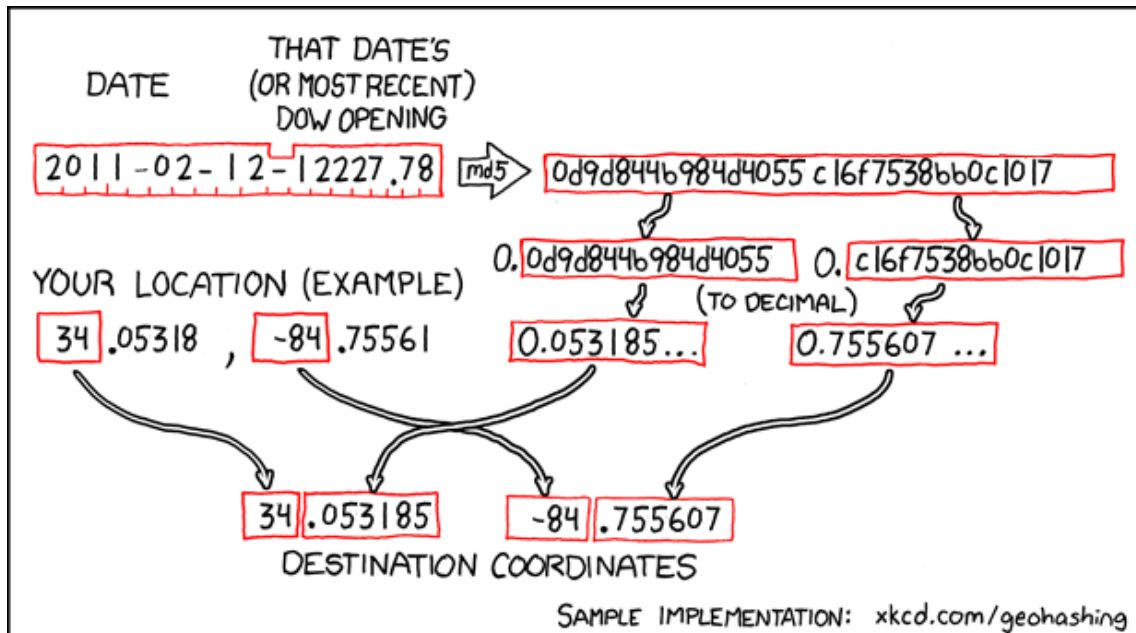 DATE
THAT DATE'S
(OR MOST RECENT)
DOW OPENING
2011-02-12-12227.78
md5
0d9d844b984d4055 c16f7538bb0c1017
0. 0d9d844b984d4055 0. c16f7538bb0c1017
YOUR LOCATION (EXAMPLE)
(TO DECIMAL)
34 .05318 , -84 .75561
0.053185... 0.755607 ...
34 .053185 -84 .755607
DESTINATION COORDINATES
SAMPLE IMPLEMENTATION: xkcd.com/geohashing